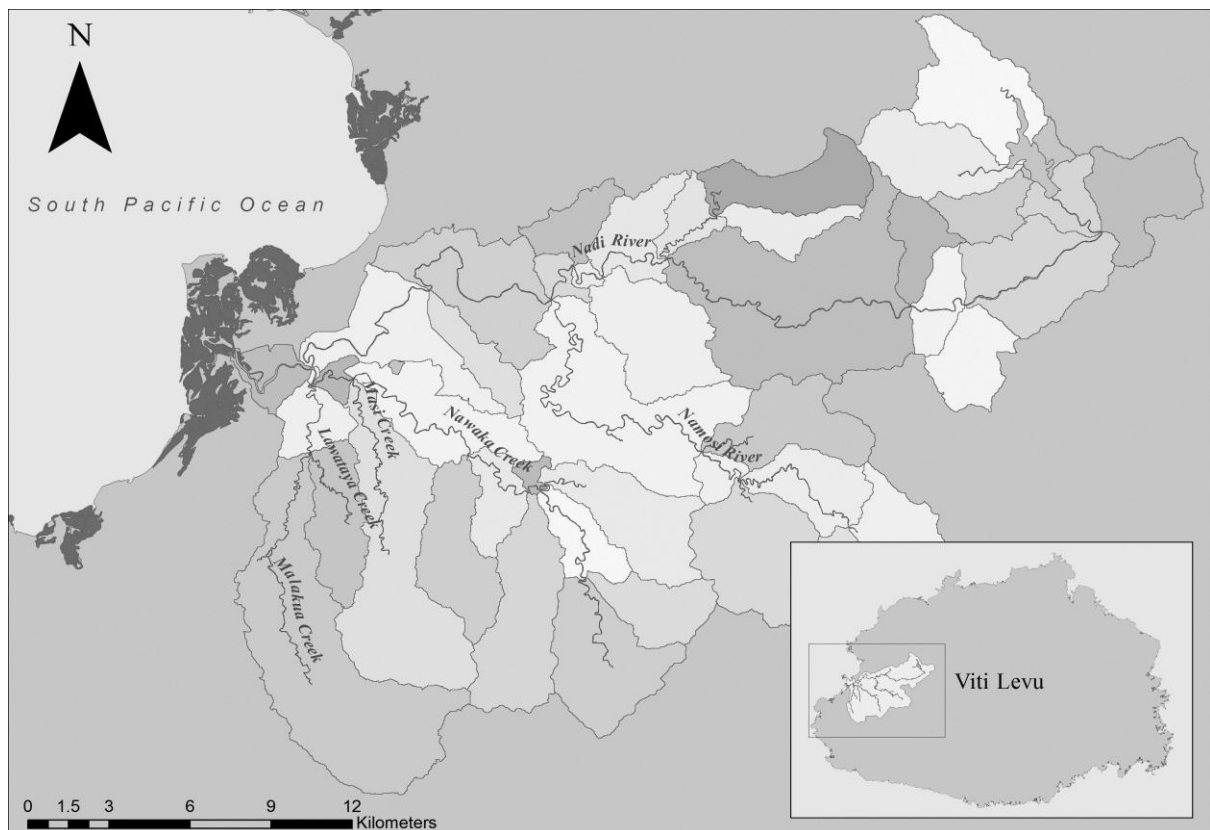 N
South Pacific Ocean
Nadi River
Masi Creek
Nawaka Creek
Namosi River
Lawataya Creek
Malakua Creek
Viti Levu
0 1.5 3 6 9 12
Kilometers